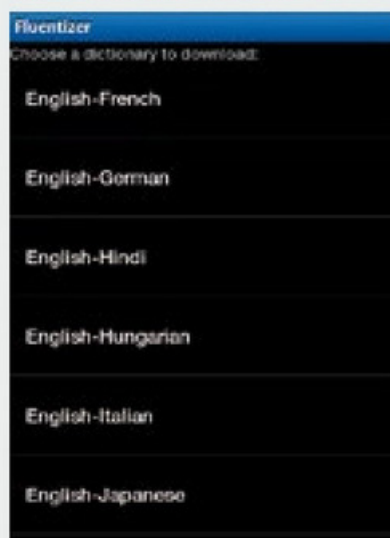 Fluentizer
Choose a dictionary to download:
English-French
English-German
English-Hindi
English-Hungarian
English-Italian
English-Japanese